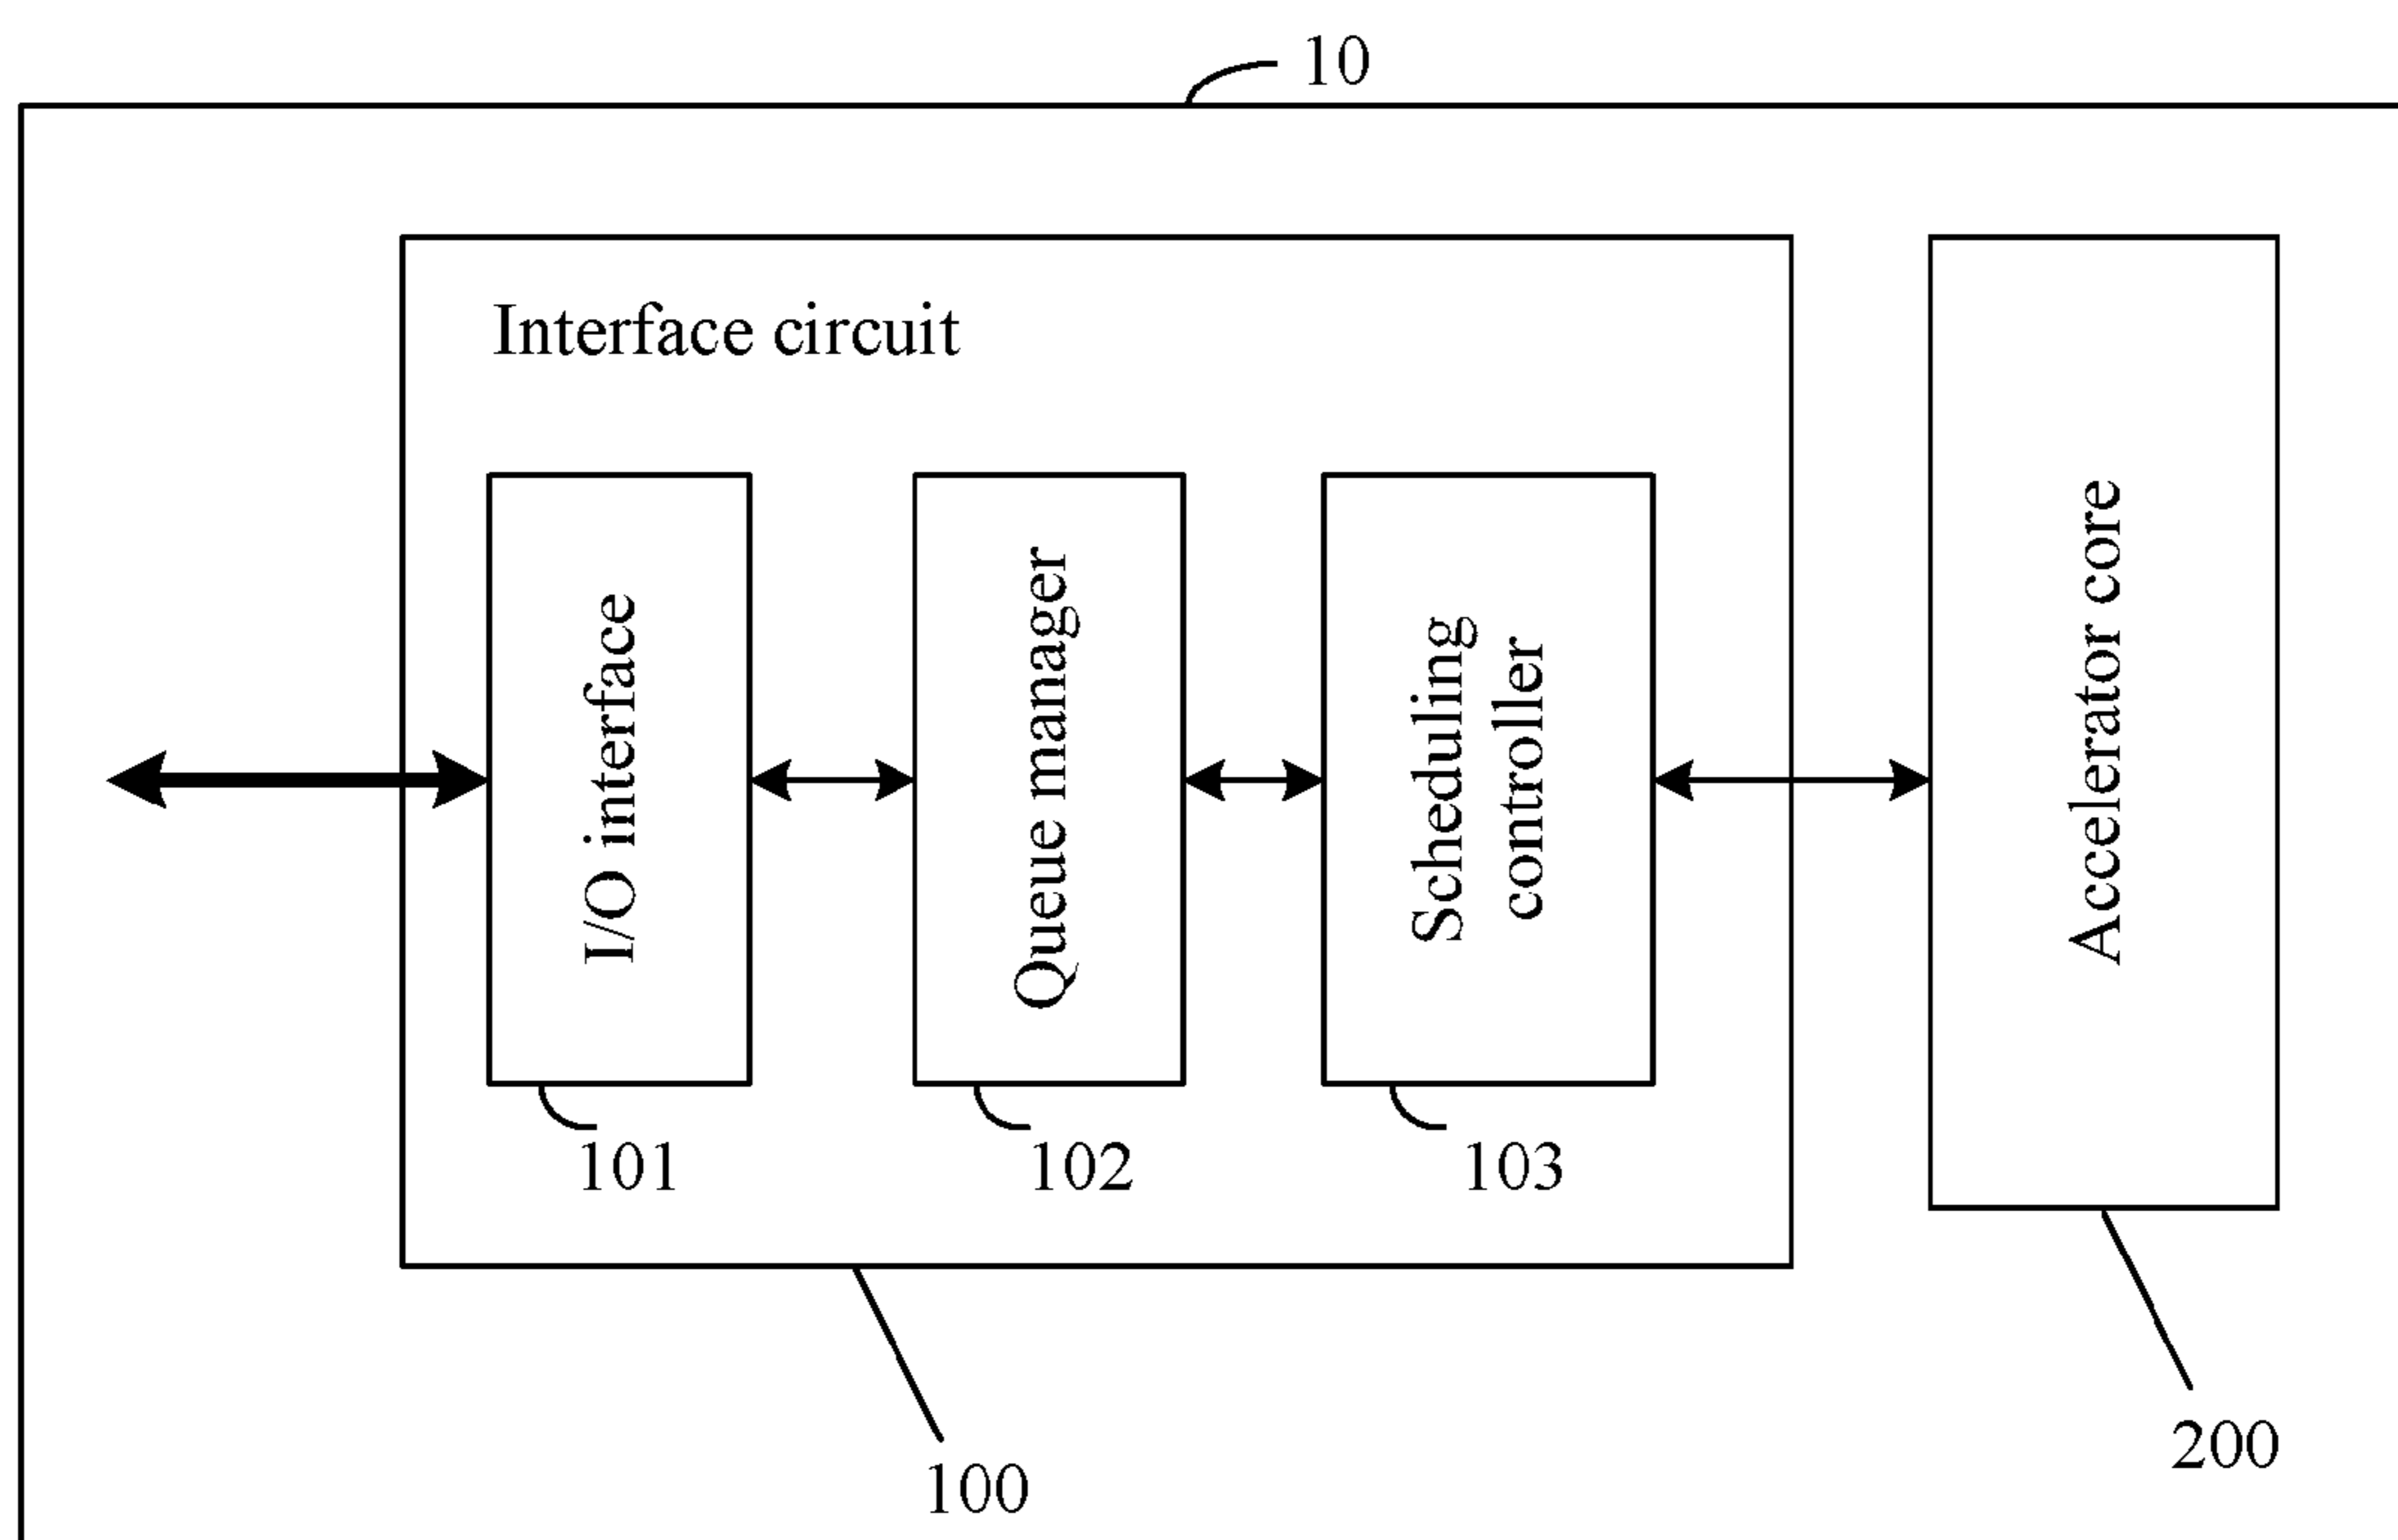 10
Interface circuit
I/O interface
Queue manager
Scheduling
controller
Accelerator core
101
102
103
100
200